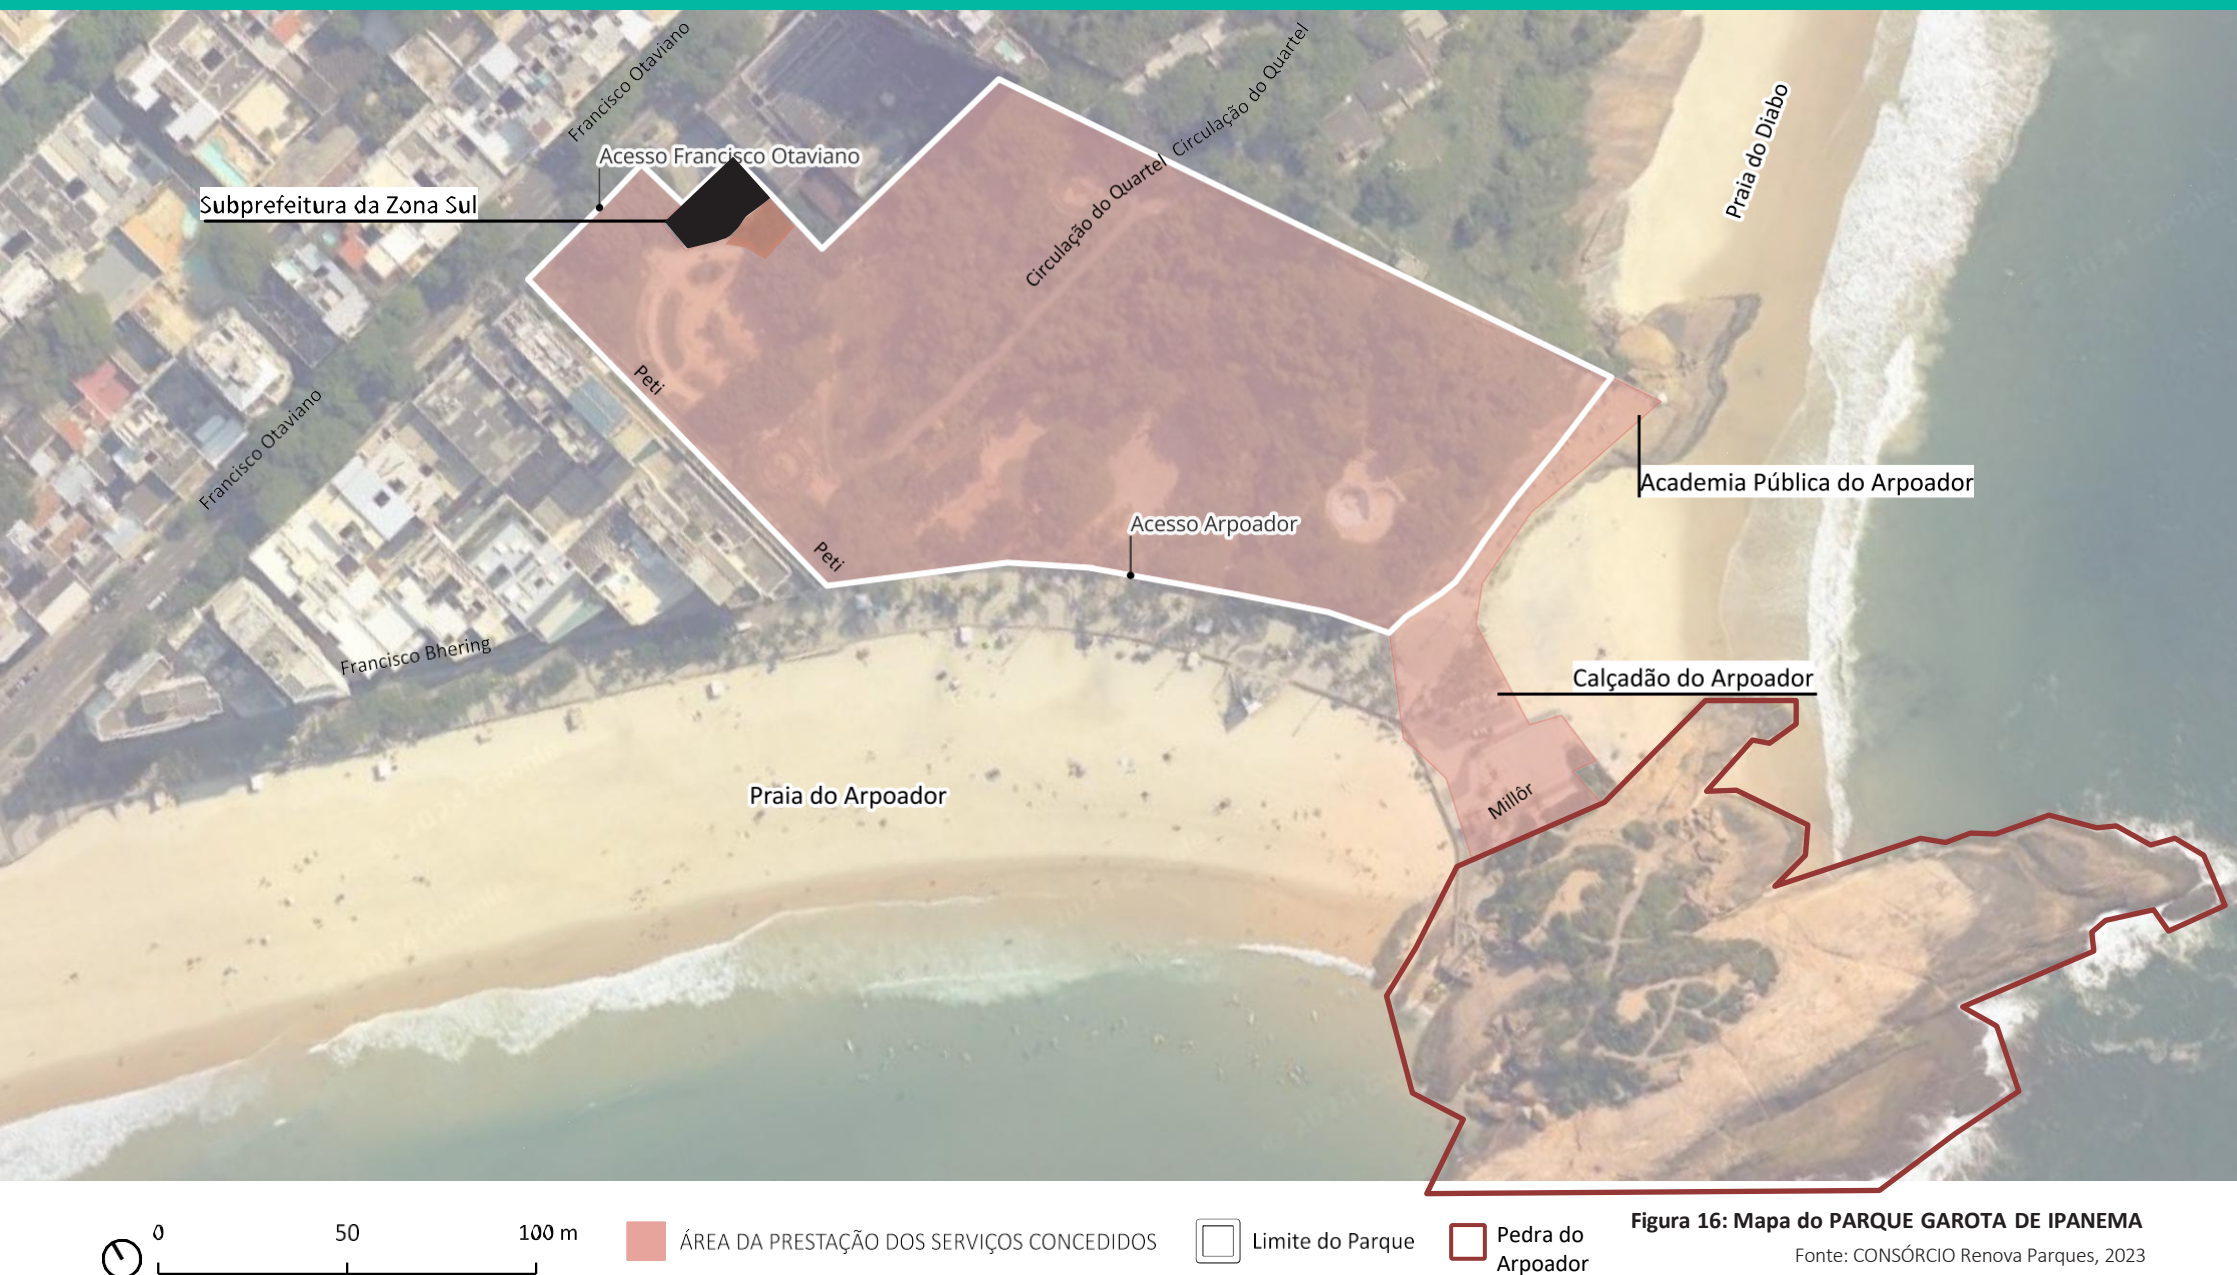 Francisco Otaviano
Circulação do Quartel
Praia do Diabo
Acesso Francisco Otaviano
Circulação do Quartel
Subprefeitura da Zona Sul
Peti
Francisco Otaviano
Academia Pública do Arpoador
Acesso Arpoador
Peti
Francisco Bhering
Calçadão do Arpoador
Praia do Arpoador
Millôr
0 50 100 m
ÁREA DA PRESTAÇÃO DOS SERVIÇOS CONCEDIDOS
Limite do Parque
Pedra do
Arpoador
Figura 16: Mapa do PARQUE GAROTA DE IPANEMA
Fonte: CONSÓRCIO Renova Parques, 2023